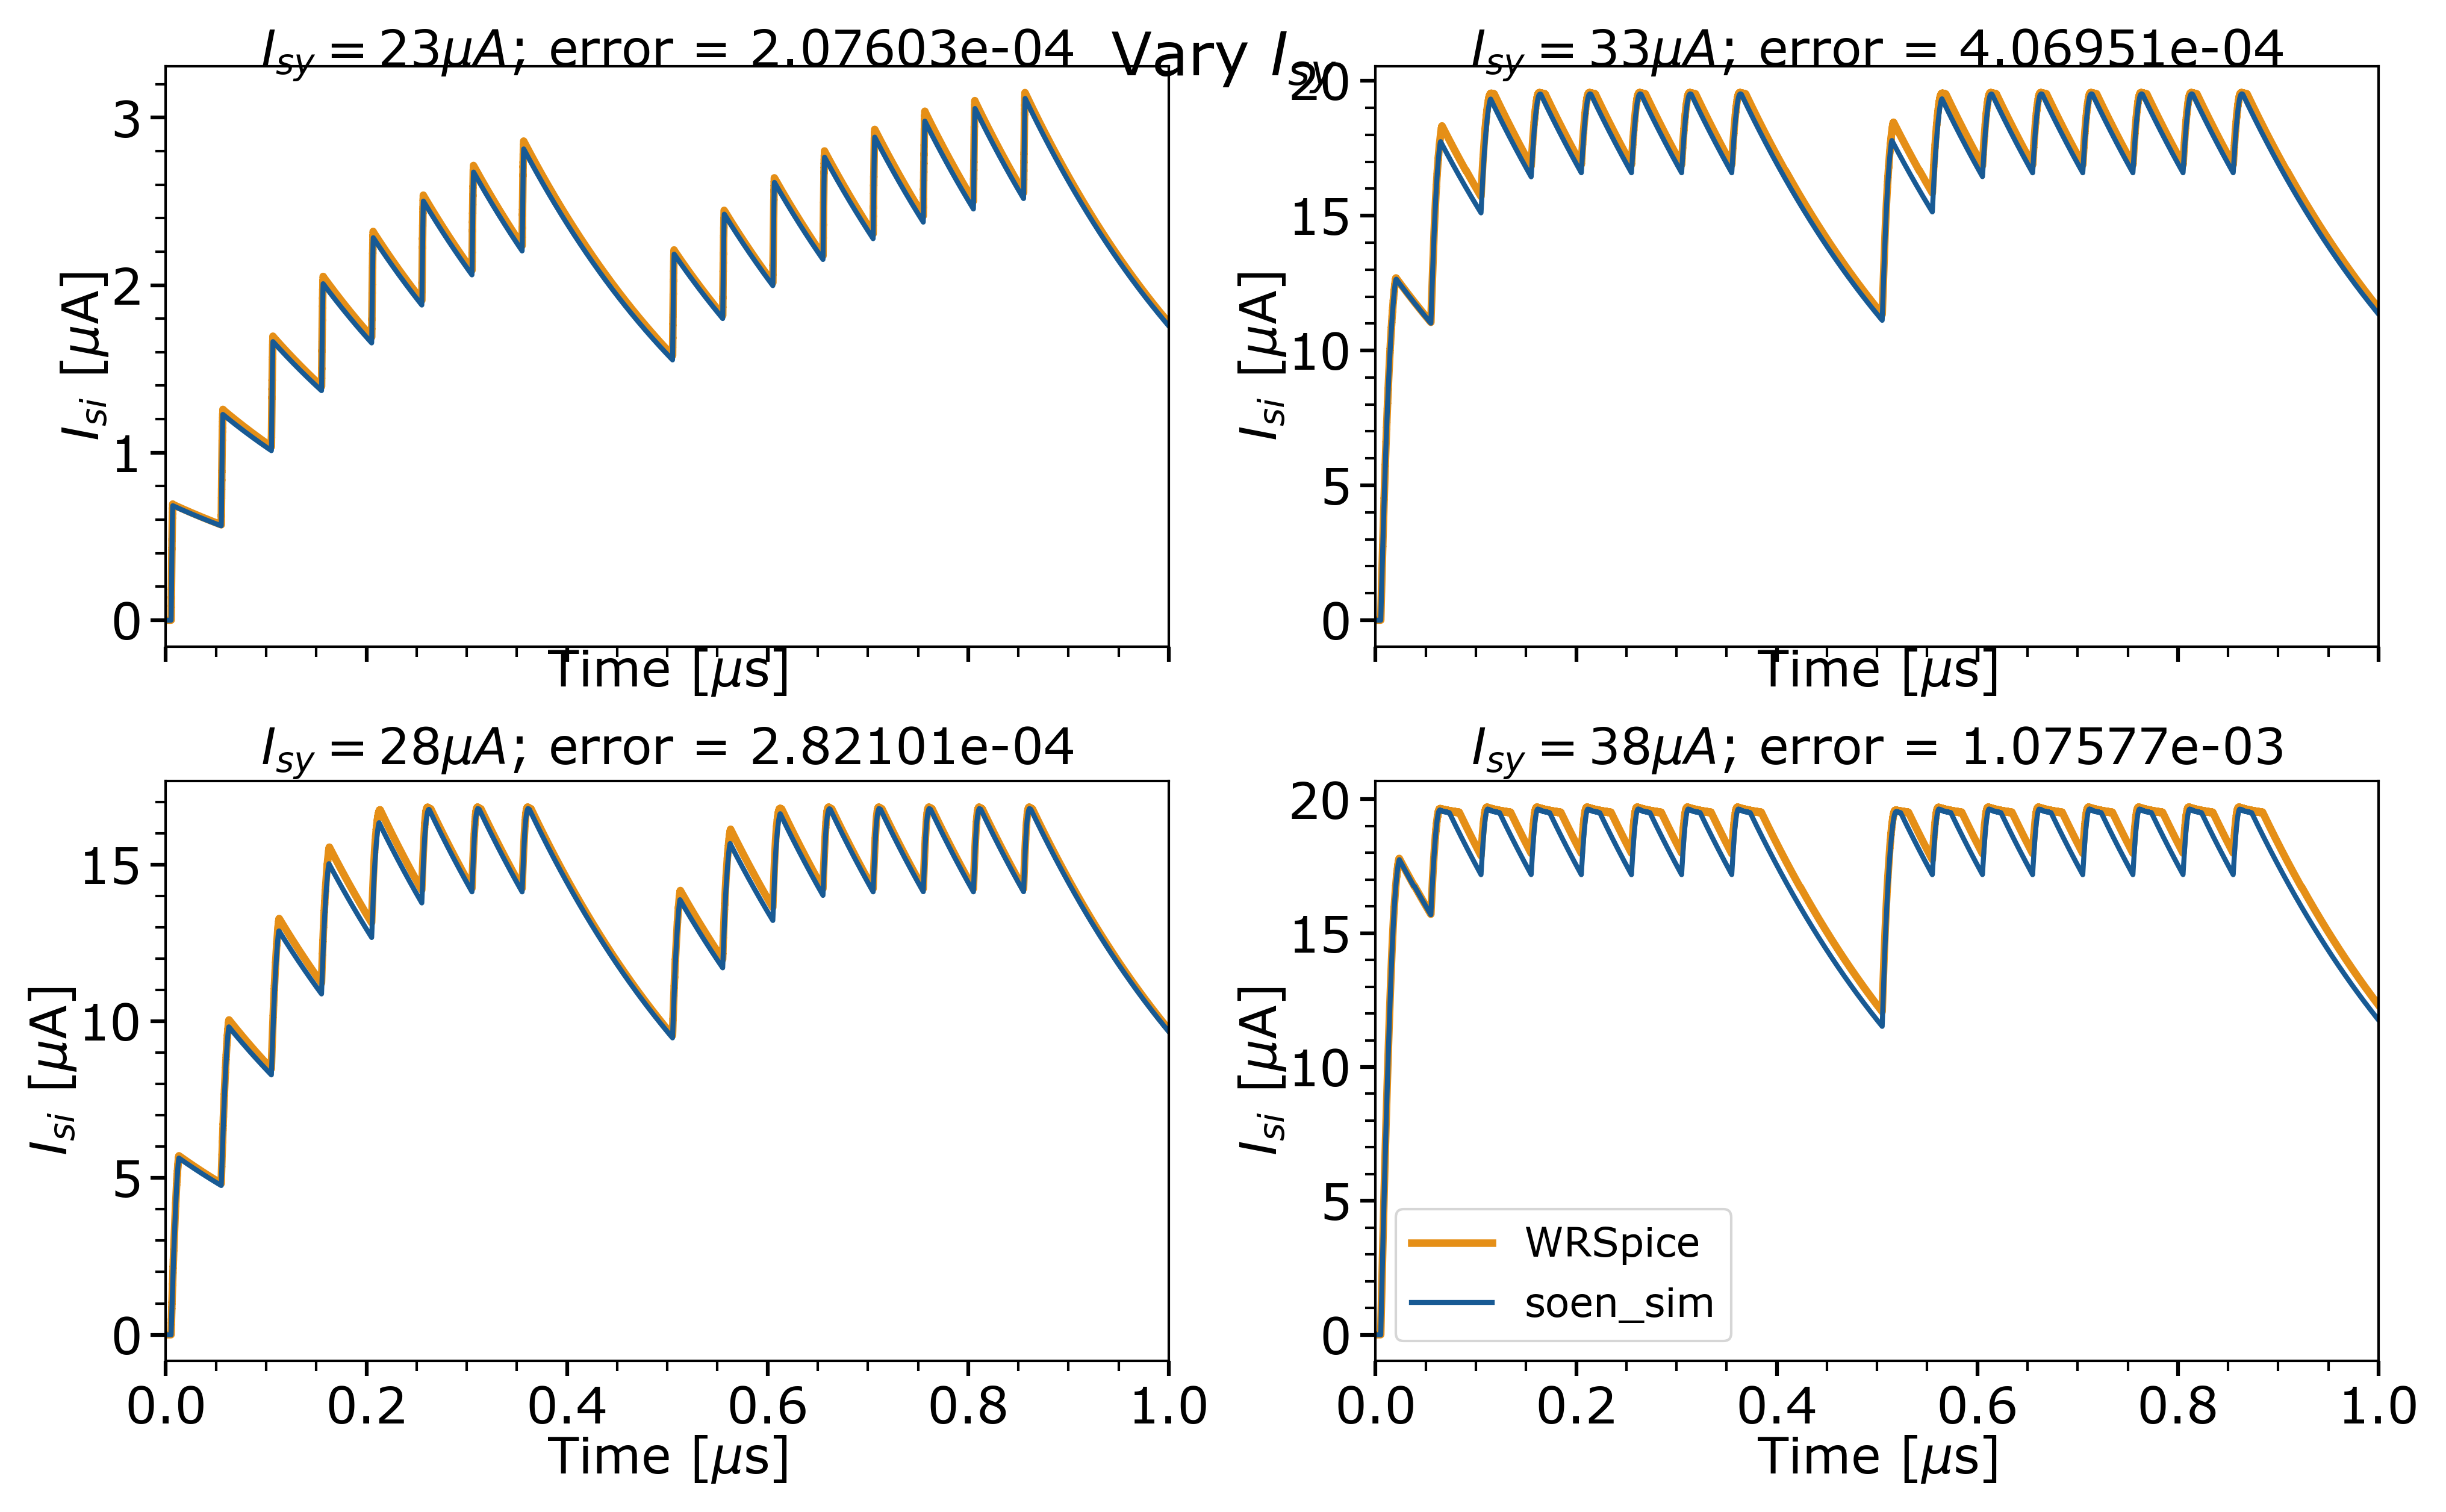 Vary I_sy
I_sy = 23μA; error = 2.07603e-04
3
2
1
0
I_si [μA]
Time [μs]
I_sy = 33μA; error = 4.06951e-04
20
15
10
5
0
I_si [μA]
Time [μs]
I_sy = 28μA; error = 2.82101e-04
15
10
5
0
I_si [μA]
0.0 0.2 0.4 0.6 0.8 1.0
Time [μs]
I_sy = 38μA; error = 1.07577e-03
20
15
10
5
0
I_si [μA]
WRSpice
soen_sim
0.0 0.2 0.4 0.6 0.8 1.0
Time [μs]